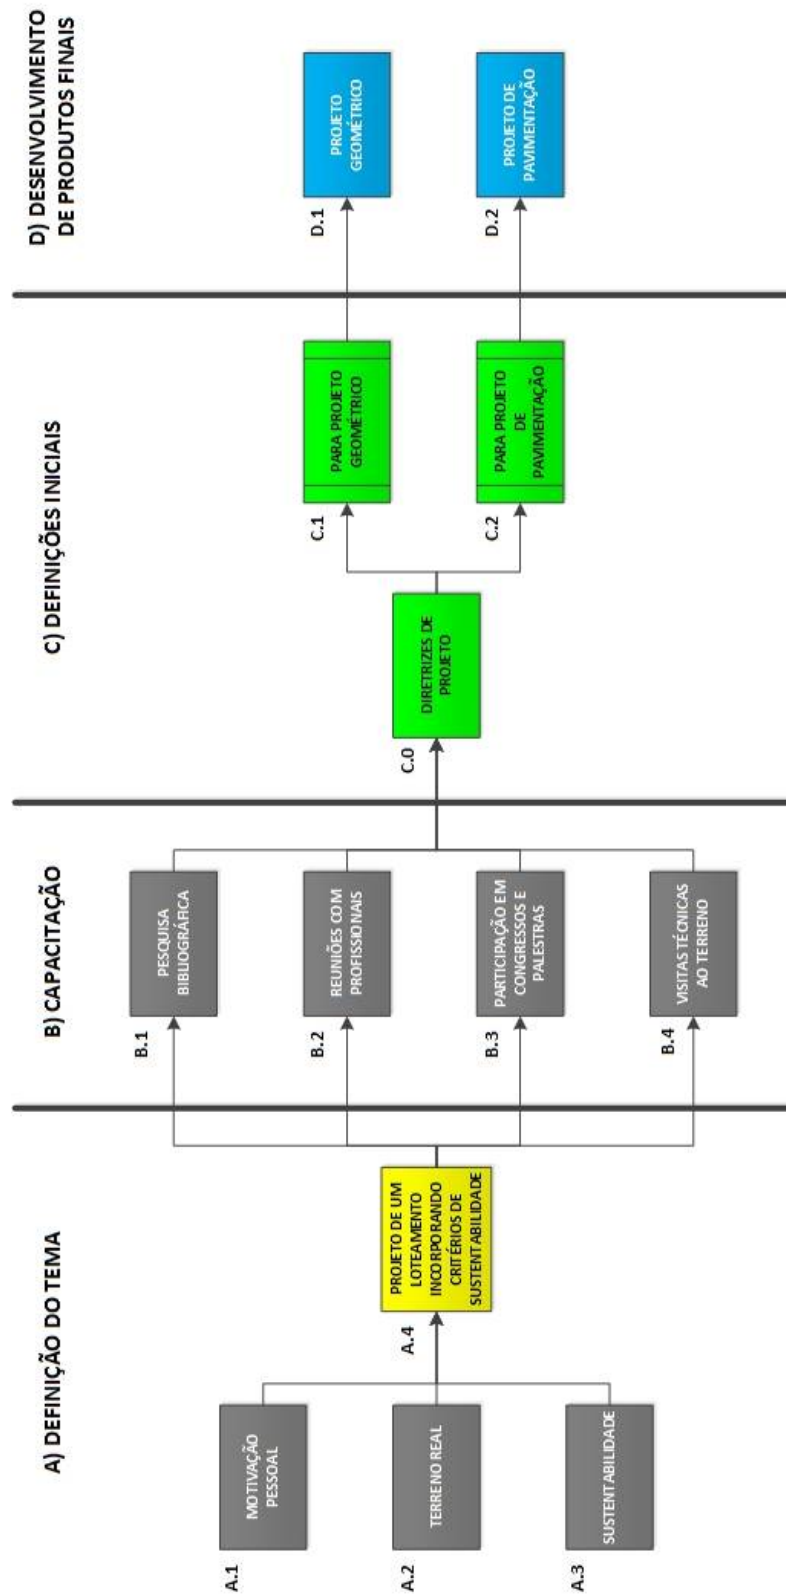 A) DEFINIÇÃO DO TEMA
A.1
MOTIVAÇÃO
PESSOAL
A.2
TERRENO REAL
A.3
SUSTENTABILIDADE
A.4
PROJETO DE UM
LOTEAMENTO
INCORPORANDO
CRITÉRIOS DE
SUSTENTABILIDADE
B) CAPACITAÇÃO
B.1
PESQUISA
BIBLIOGRÁFICA
B.2
REUNIÕES COM
PROFISSIONAIS
B.3
PARTICIPAÇÃO EM
CONGRESSOS E
PALESTRAS
B.4
VISITAS TÉCNICAS
AO TERRENO
C) DEFINIÇÕES INICIAIS
C.0
DIRETRIZES DE
PROJETO
C.1
PARA PROJETO
GEOMÉTRICO
C.2
PARA PROJETO
DE
PAVIMENTAÇÃO
D) DESENVOLVIMENTO
DE PRODUTOS FINAIS
D.1
PROJETO
GEOMÉTRICO
D.2
PROJETO DE
PAVIMENTAÇÃO